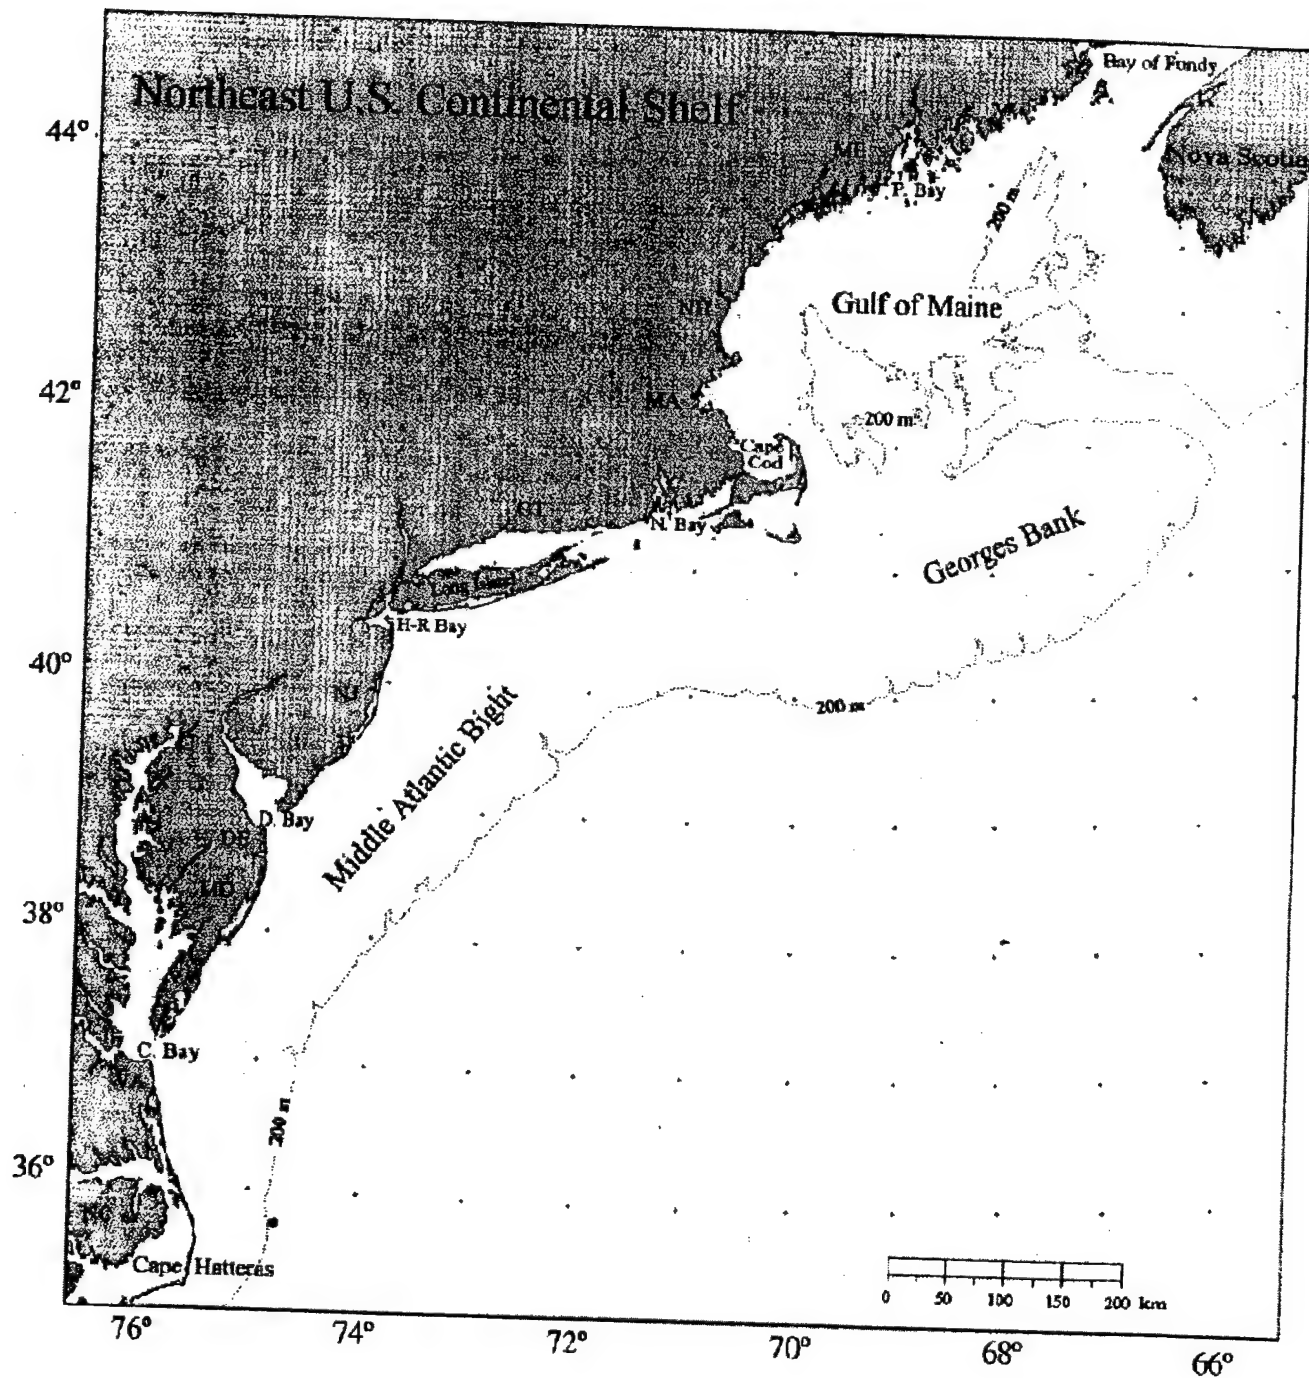 Northeast U.S. Continental Shelf
Bay of Fundy
44°
ME
Nova Scotia
P. Bay
200 m
NH
Gulf of Maine
42°
MA
200 m
Cape
Cod
N. Bay
Georges Bank
Long Island
H-R Bay
40°
NJ
200 m
Middle Atlantic Bight
D. Bay
DE
MD
38°
C. Bay
VA
200 m
36°
NC
Cape Hatteras
0 50 100 150 200 km
76° 74° 72° 70° 68° 66°